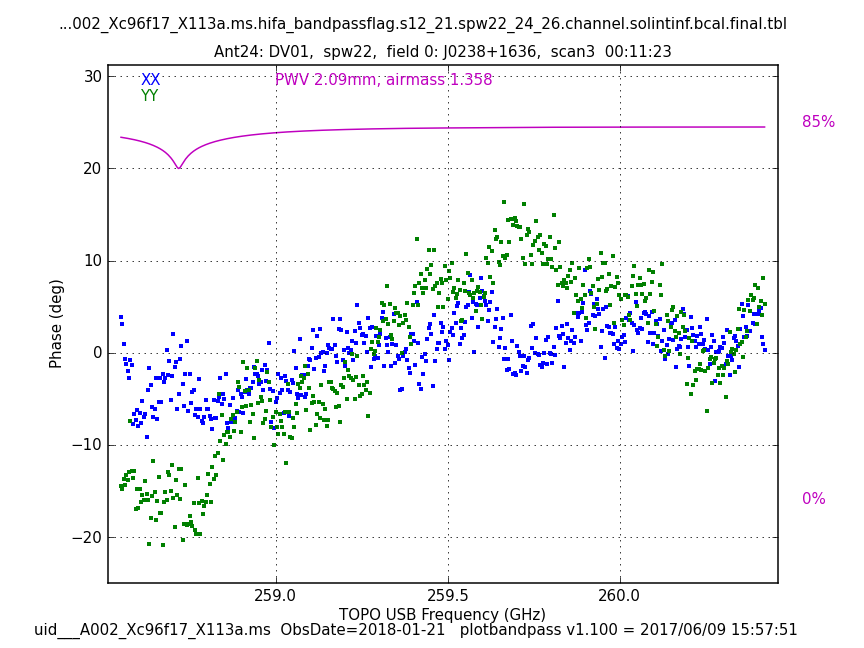 ...002_Xc96f17_X113a.ms.hifa_bandpassflag.s12_21.spw22_24_26.channel.solintinf.bcal.final.tbl
Ant24: DV01,  spw22,  field 0: J0238+1636,  scan3  00:11:23
30
XX
PWV 2.09mm, airmass 1.358
YY
85%
20
10
Phase (deg)
0
−10
0%
−20
259.0
259.5
260.0
TOPO USB Frequency (GHz)
uid___A002_Xc96f17_X113a.ms  ObsDate=2018-01-21   plotbandpass v1.100 = 2017/06/09 15:57:51